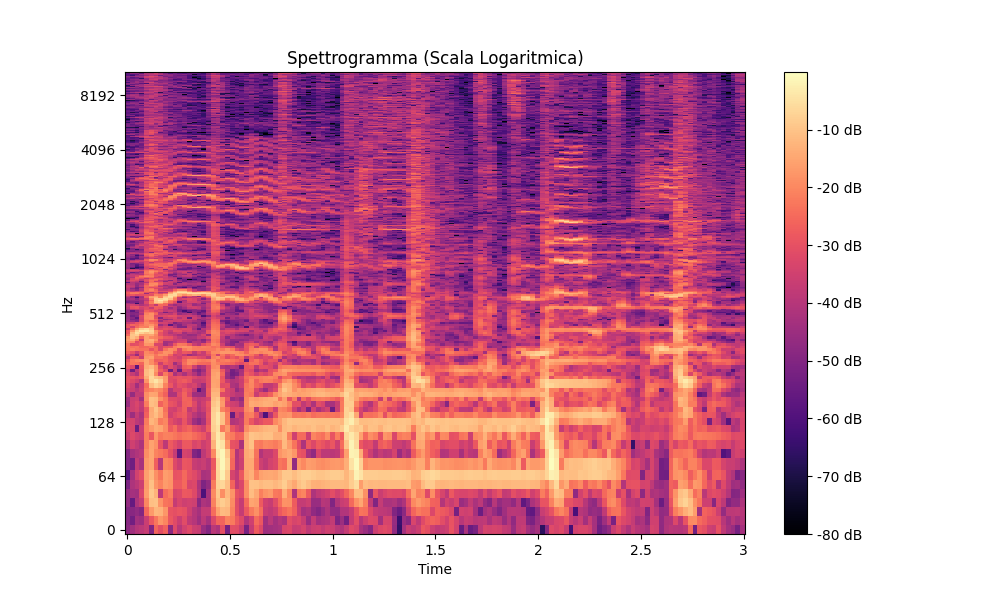 Spettrogramma (Scala Logaritmica)
Hz
8192
4096
2048
1024
512
256
128
64
0
0 0.5 1 1.5 2 2.5 3
Time
-10 dB
-20 dB
-30 dB
-40 dB
-50 dB
-60 dB
-70 dB
-80 dB